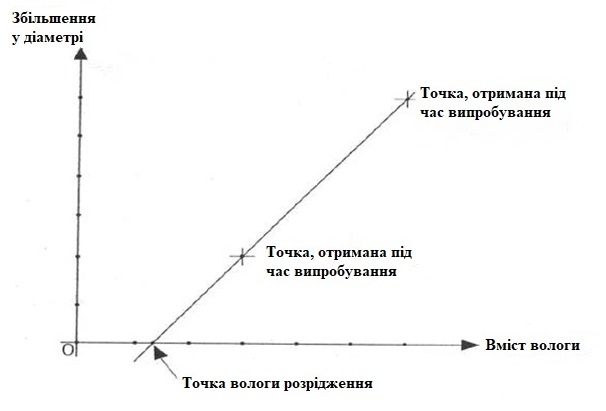 Збільшення
у діаметрі
Точка, отримана під
час випробування
Точка, отримана під
час випробування
O
Вміст вологи
Точка вологи розрідження